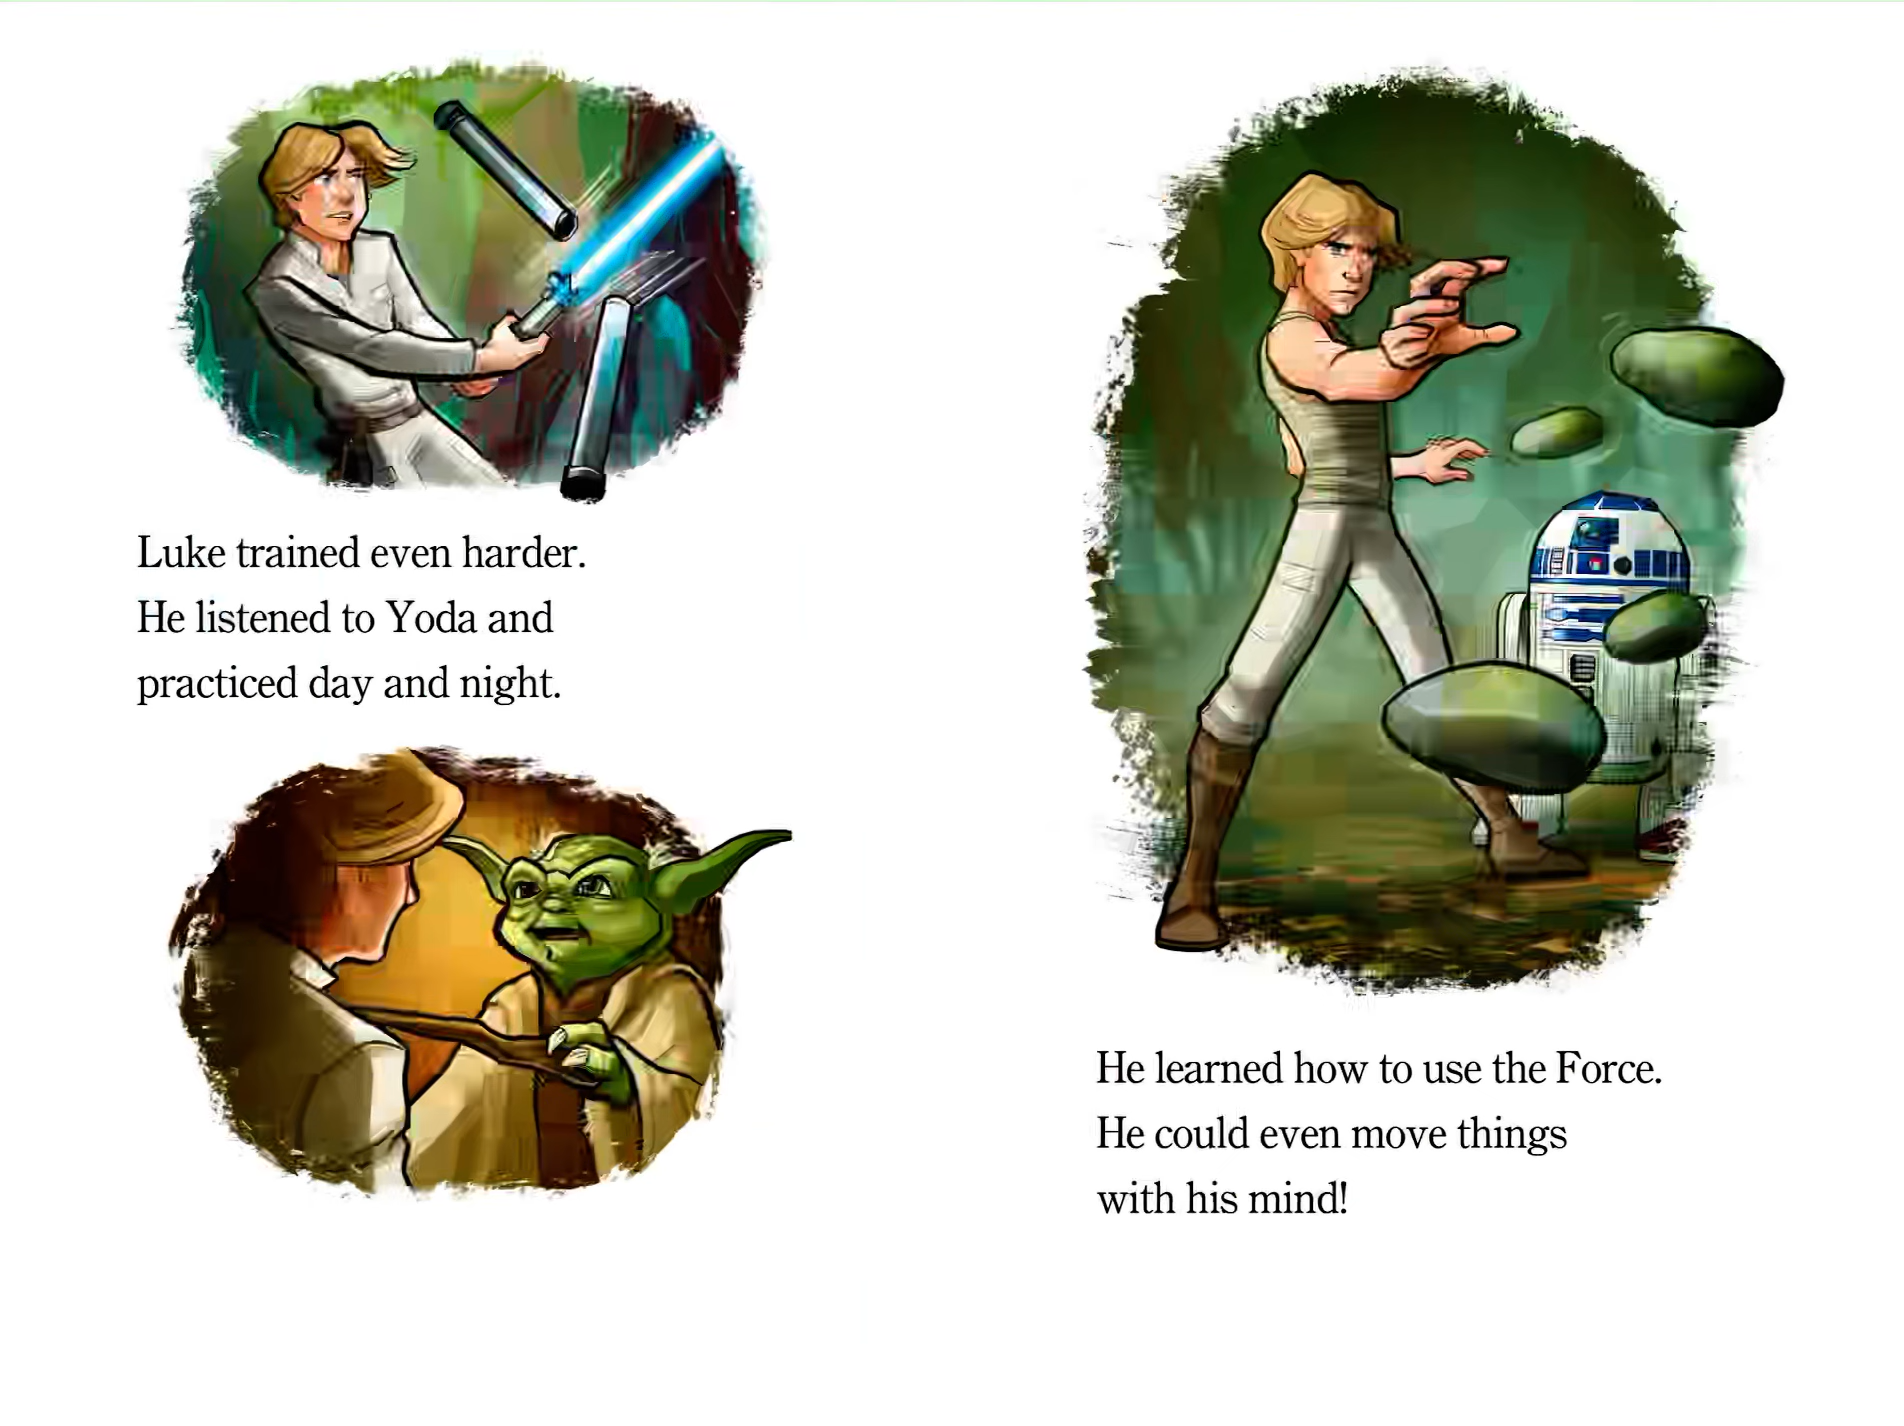 Luke trained even harder.
He listened to Yoda and
practiced day and night.
He learned how to use the Force.
He could even move things
with his mind!